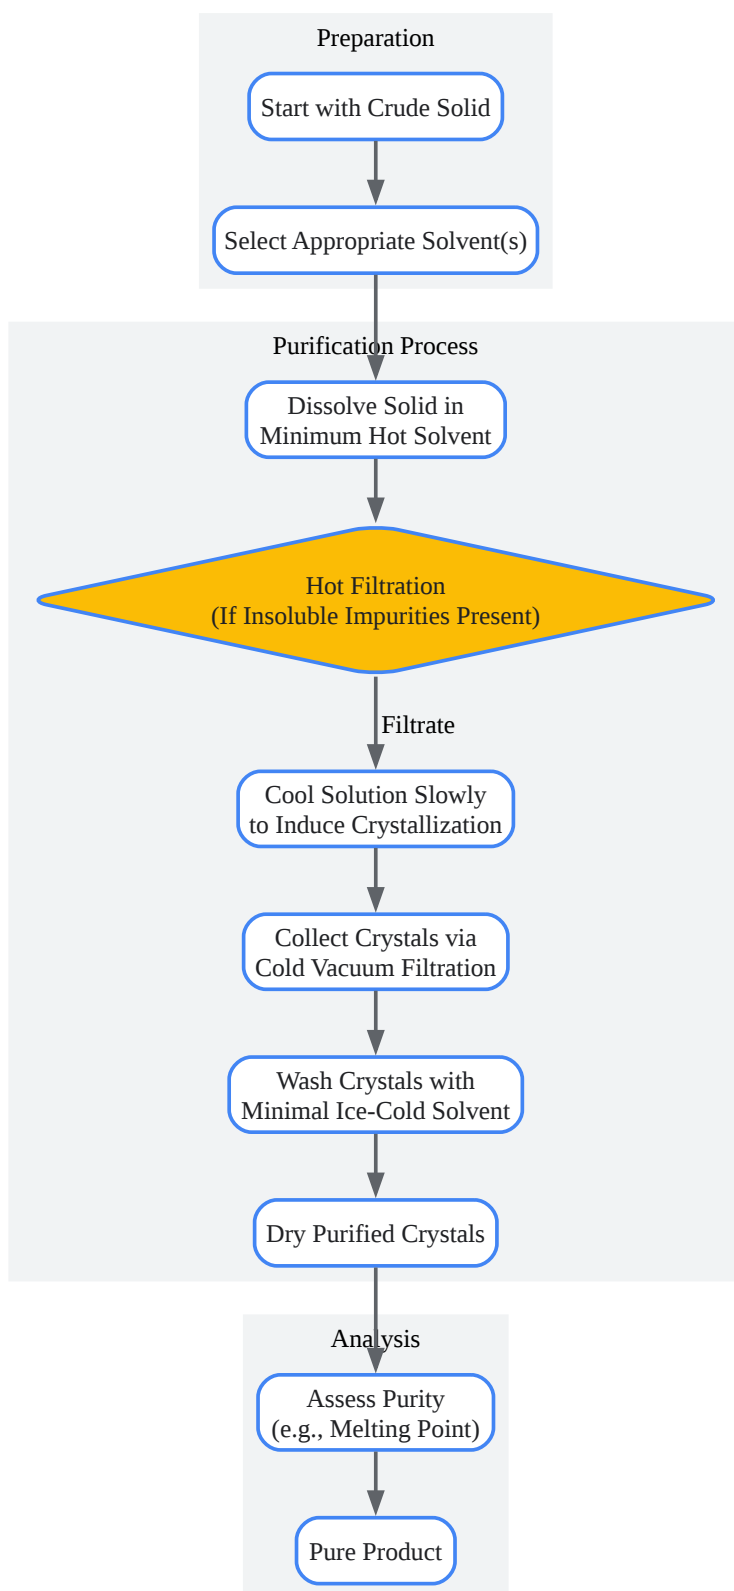 Preparation
Start with Crude Solid
Select Appropriate Solvent(s)
Purification Process
Dissolve Solid in
Minimum Hot Solvent
Hot Filtration
(If Insoluble Impurities Present)
Filtrate
Cool Solution Slowly
to Induce Crystallization
Collect Crystals via
Cold Vacuum Filtration
Wash Crystals with
Minimal Ice-Cold Solvent
Dry Purified Crystals
Analysis
Assess Purity
(e.g., Melting Point)
Pure Product